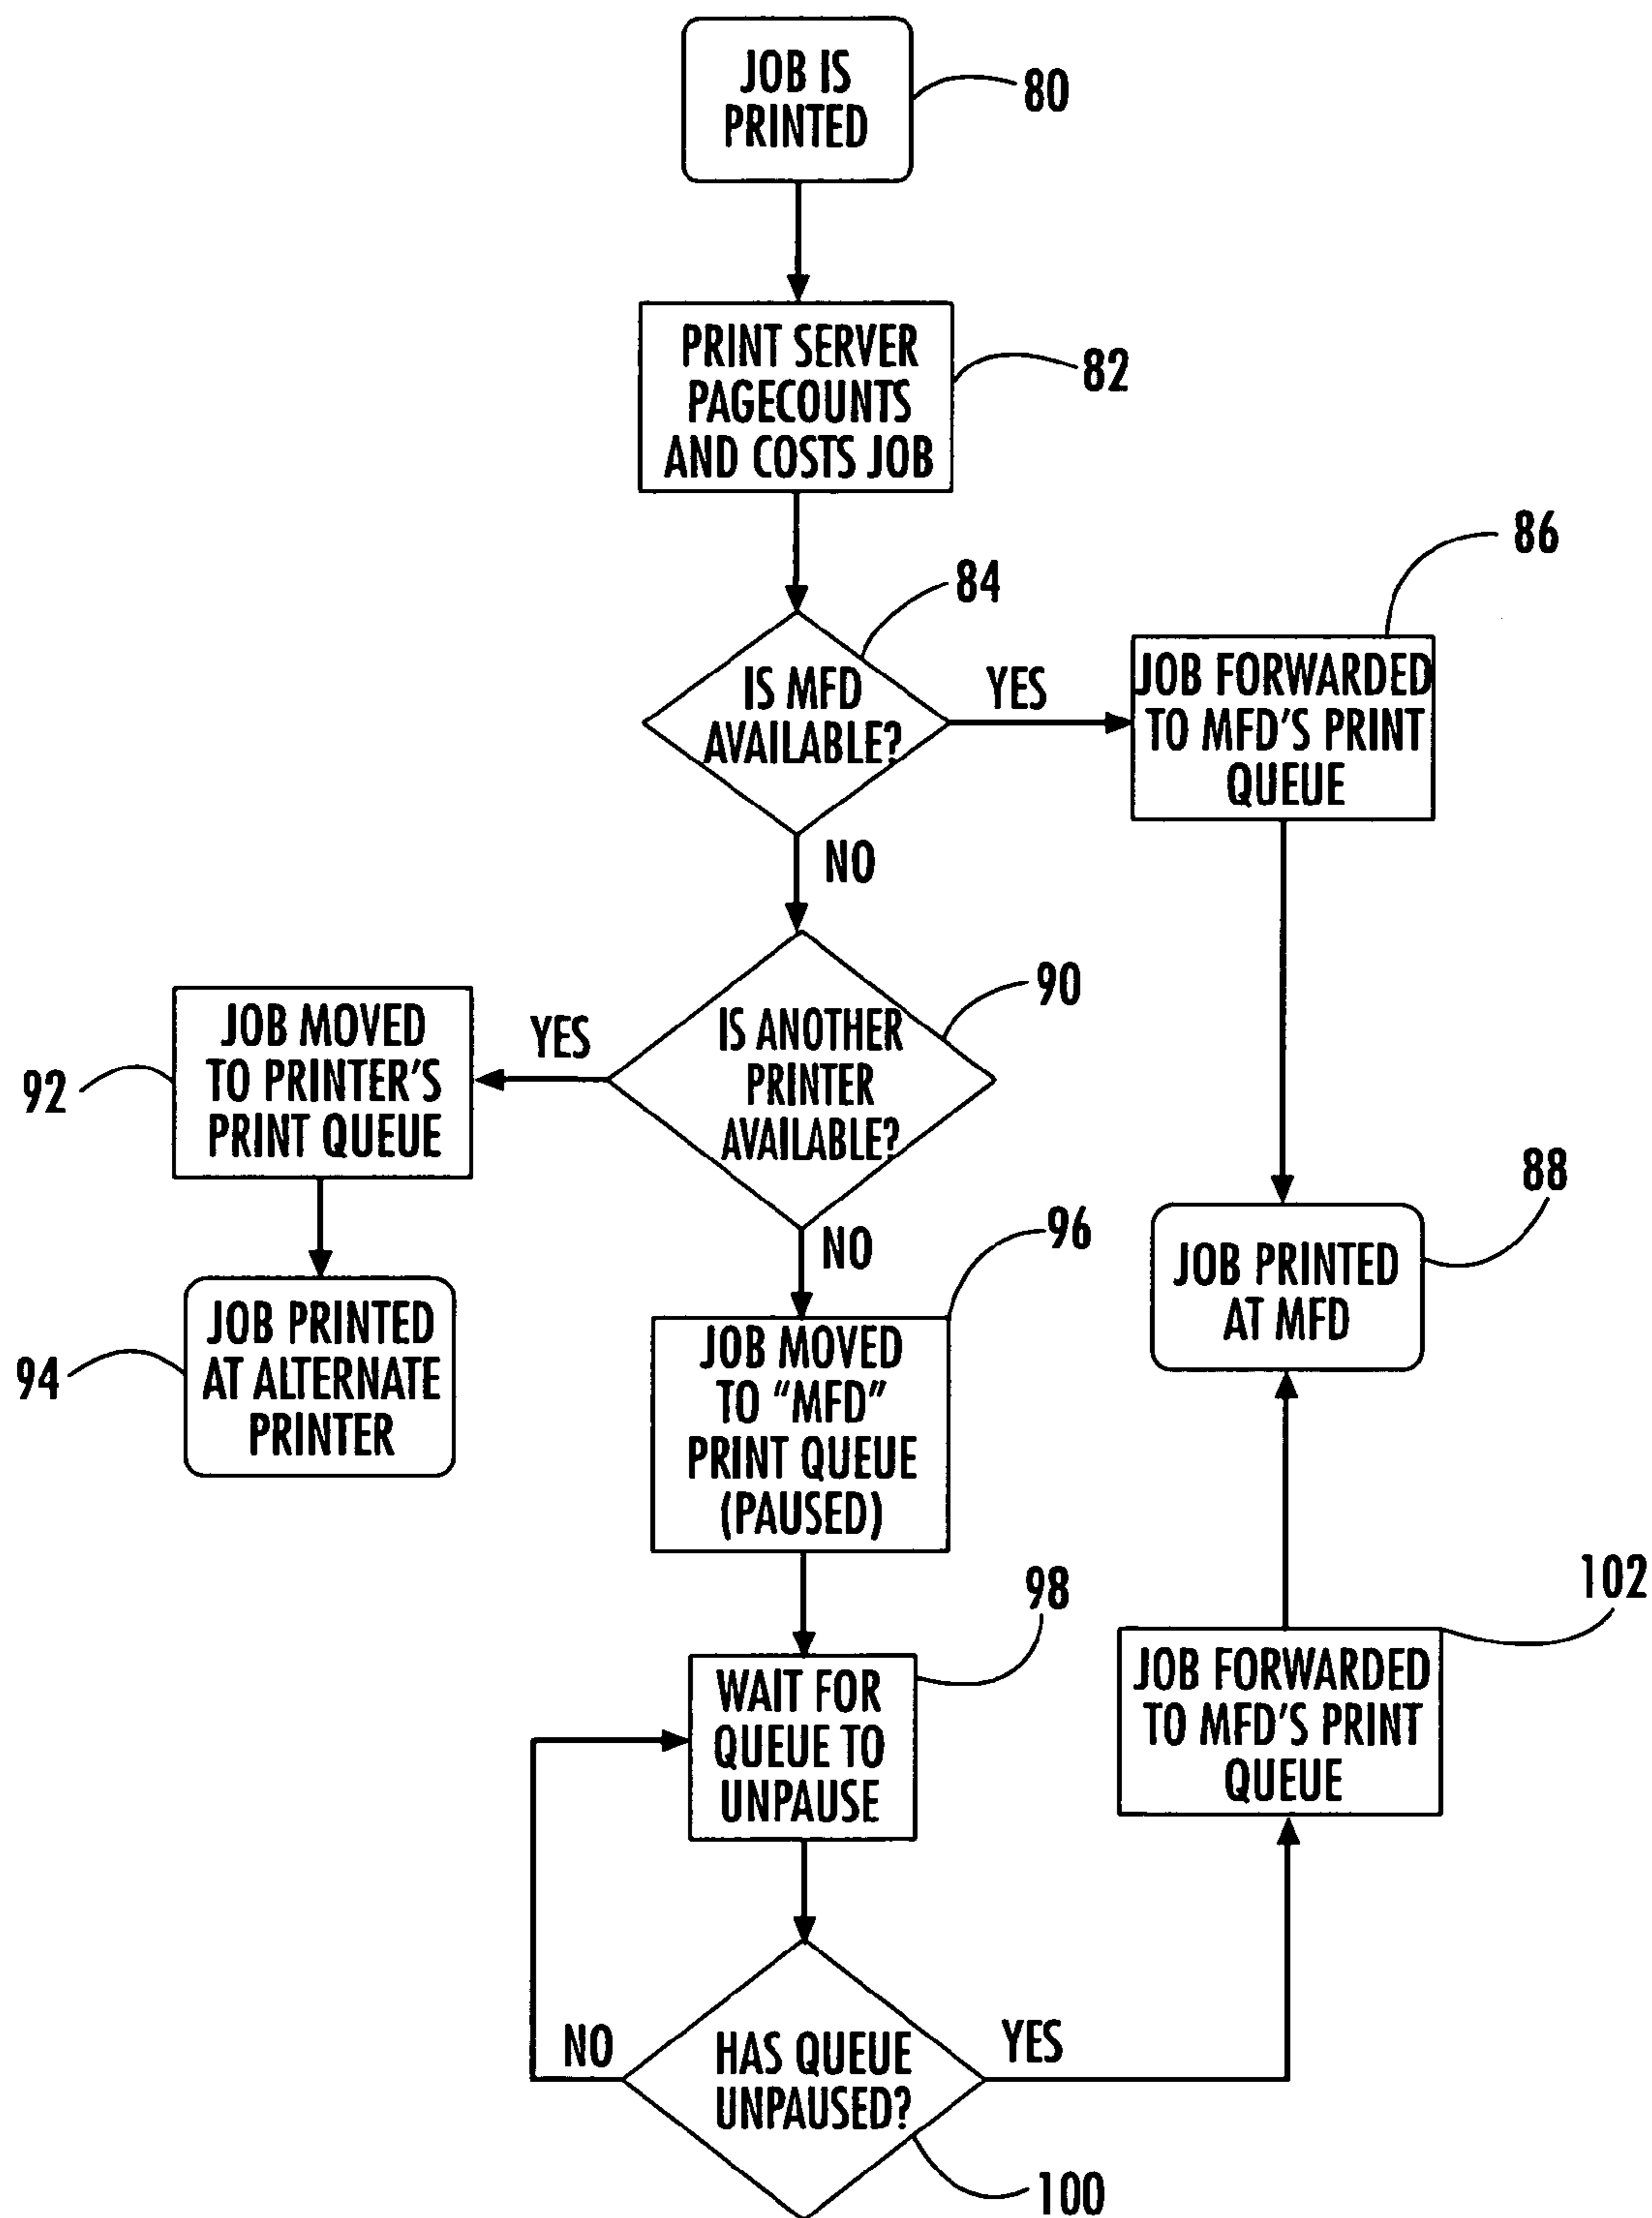 JOB IS
PRINTED
80
PRINT SERVER
PAGECOUNTS
AND COSTS JOB
82
84
IS MFD
AVAILABLE?
YES
86
JOB FORWARDED
TO MFD'S PRINT
QUEUE
NO
90
IS ANOTHER
PRINTER
AVAILABLE?
YES
92
JOB MOVED
TO PRINTER'S
PRINT QUEUE
88
JOB PRINTED
AT MFD
94
JOB PRINTED
AT ALTERNATE
PRINTER
NO
96
JOB MOVED
TO "MFD"
PRINT QUEUE
(PAUSED)
98
WAIT FOR
QUEUE TO
UNPAUSE
102
JOB FORWARDED
TO MFD'S PRINT
QUEUE
NO
HAS QUEUE
UNPAUSED?
YES
100